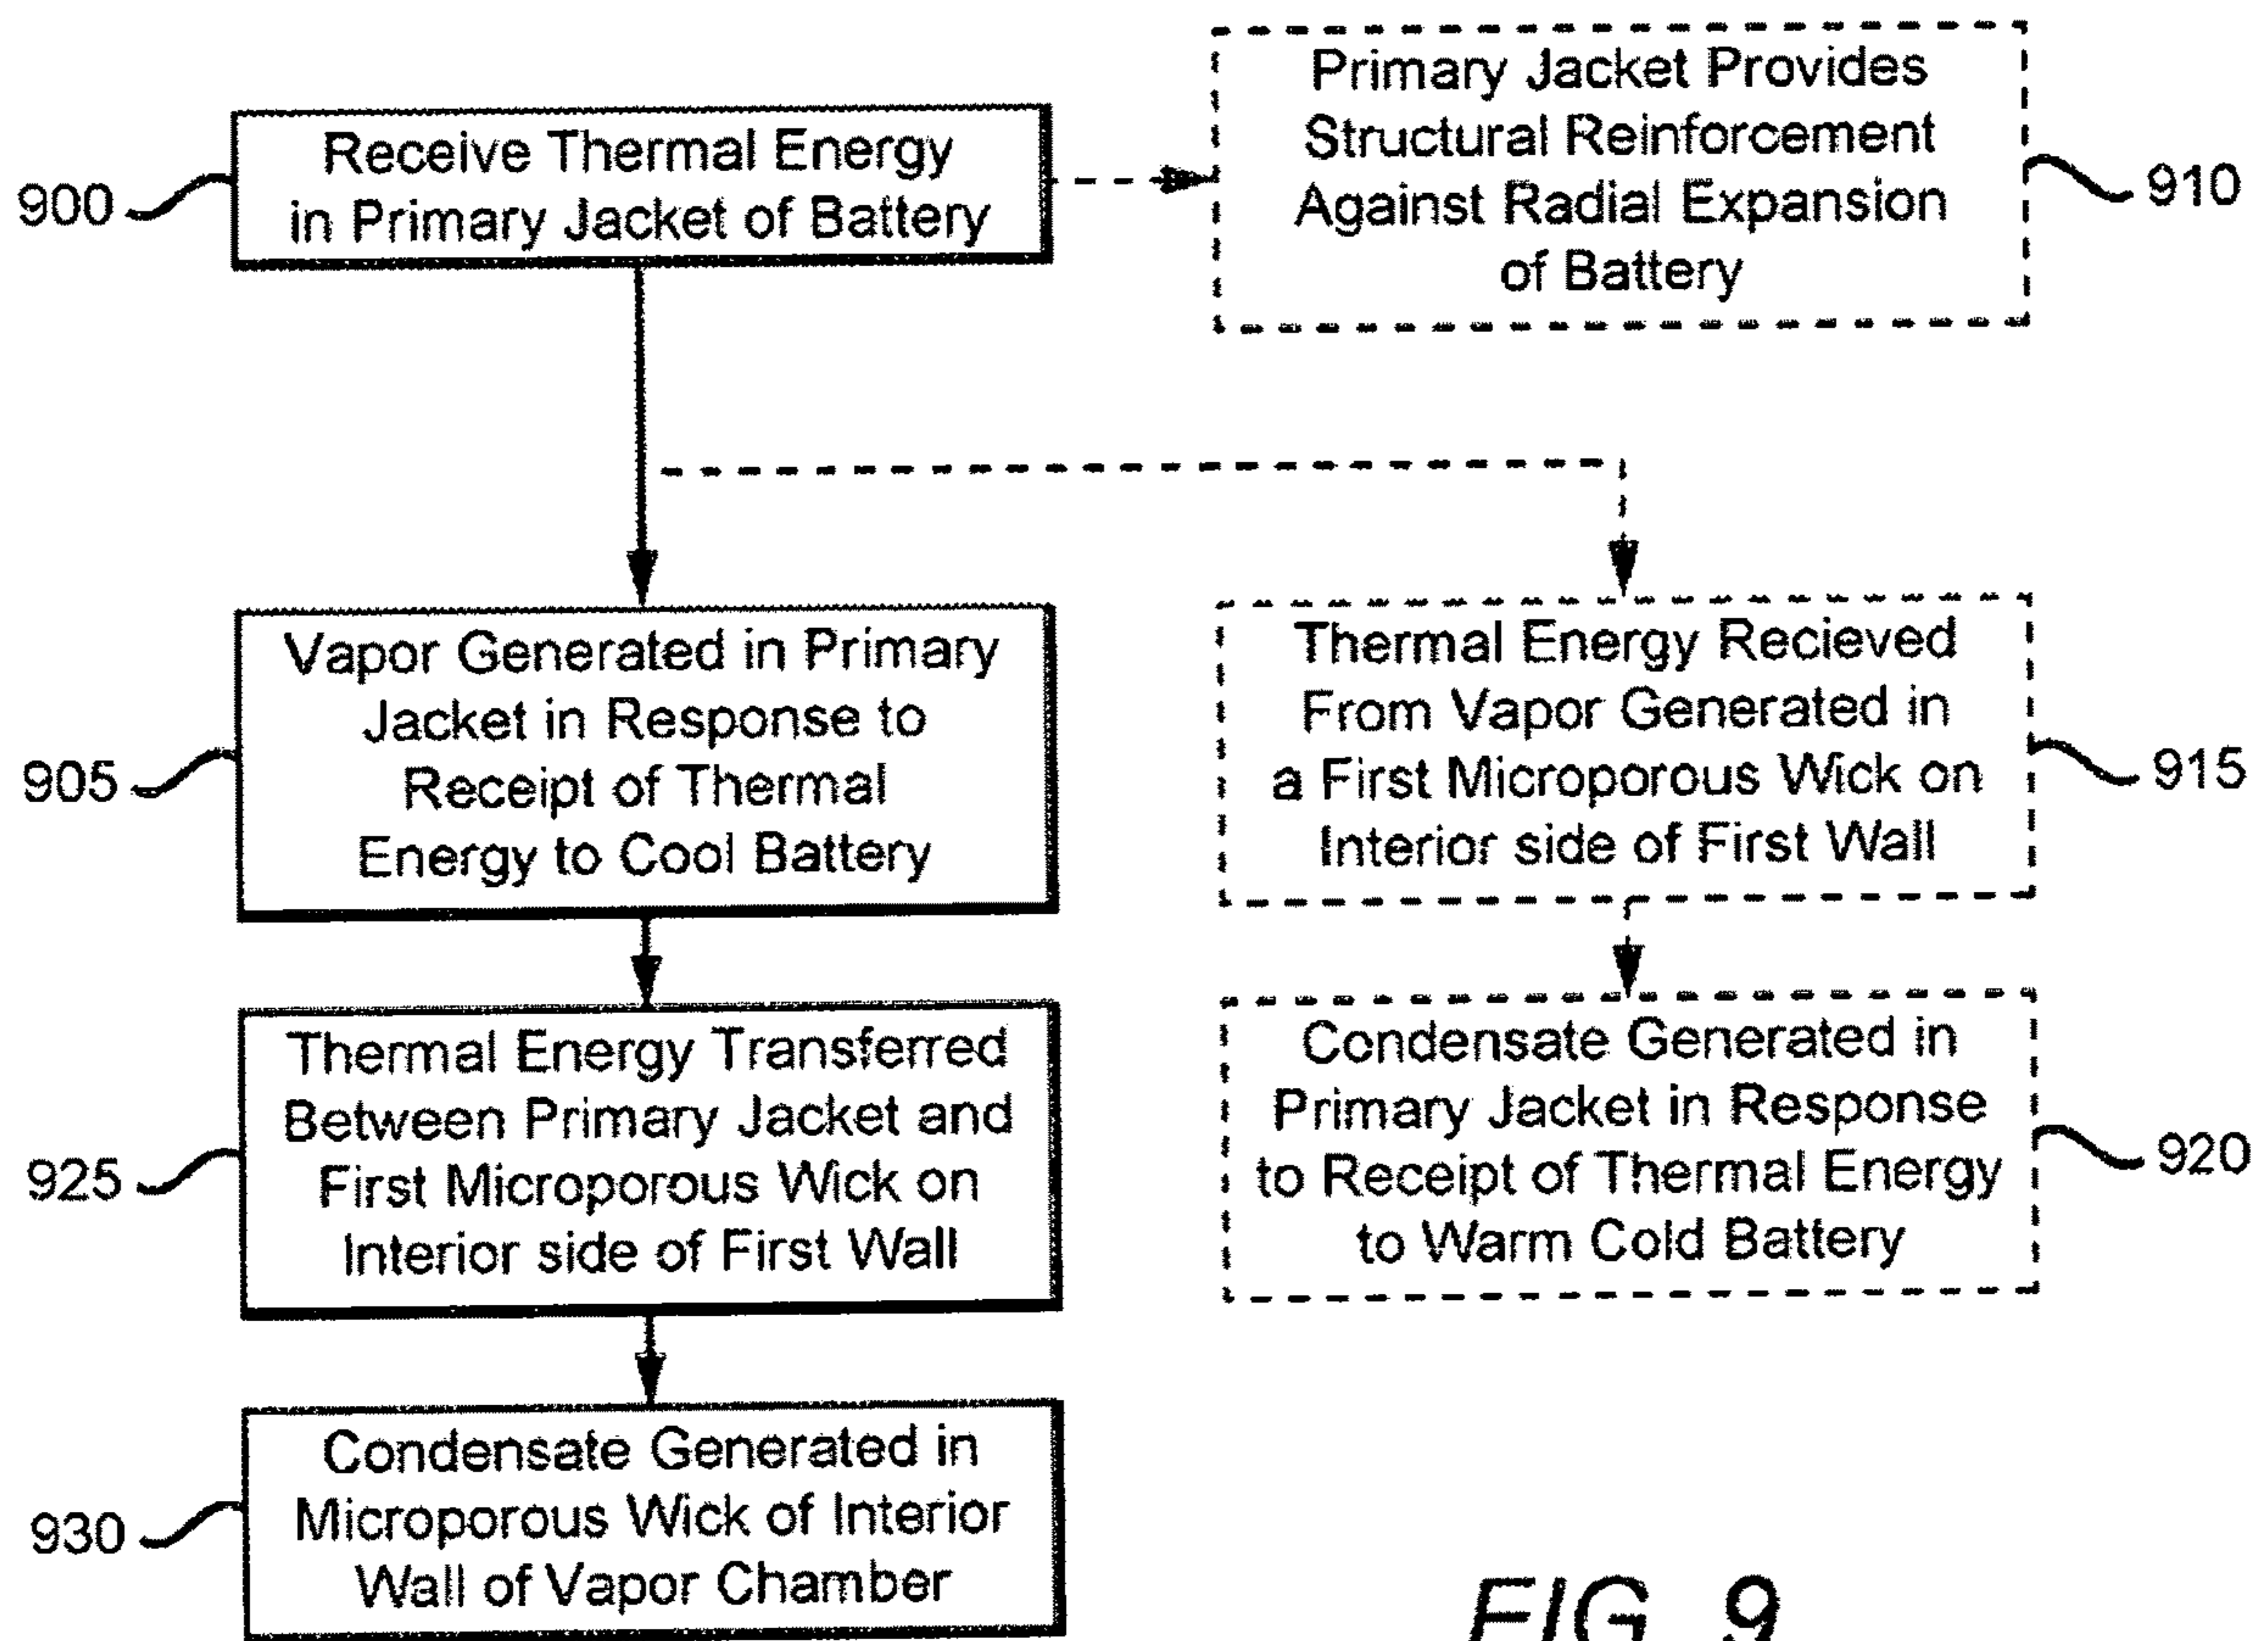 900
Receive Thermal Energy
in Primary Jacket of Battery
Primary Jacket Provides
Structural Reinforcement
Against Radial Expansion
of Battery
910
905
Vapor Generated in Primary
Jacket in Response to
Receipt of Thermal
Energy to Cool Battery
Thermal Energy Recieved
From Vapor Generated in
a First Microporous Wick on
Interior side of First Wall
915
925
Thermal Energy Transferred
Between Primary Jacket and
First Microporous Wick on
Interior side of First Wall
Condensate Generated in
Primary Jacket in Response
to Receipt of Thermal Energy
to Warm Cold Battery
920
930
Condensate Generated in
Microporous Wick of Interior
Wall of Vapor Chamber
FIG 9